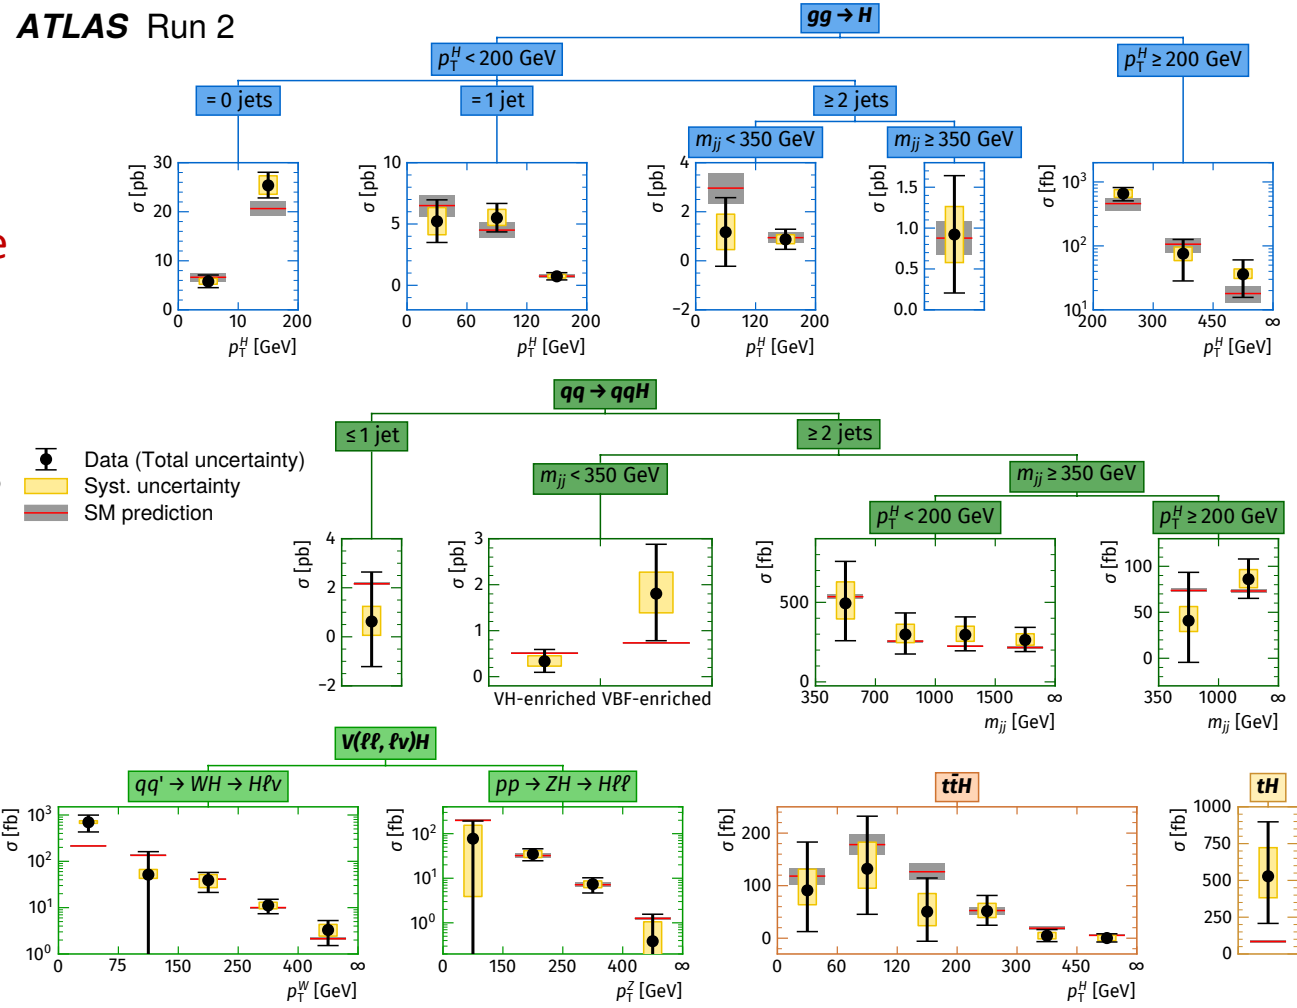 ATLAS Run 2
gg → H
p_T^H < 200 GeV
p_T^H ≥ 200 GeV
= 0 jets
= 1 jet
≥ 2 jets
m_jj < 350 GeV
m_jj ≥ 350 GeV
σ [pb]
30
20
10
0
0 10 200
p_T^H [GeV]
σ [pb]
10
5
0
0 60 120 200
p_T^H [GeV]
σ [pb]
4
2
0
−2
0 120 200
p_T^H [GeV]
σ [pb]
1.5
1.0
0.5
0.0
σ [fb]
10^3
10^2
10^1
200 300 450 ∞
p_T^H [GeV]
e
qq → qqH
≤ 1 jet
≥ 2 jets
m_jj < 350 GeV
m_jj ≥ 350 GeV
p_T^H < 200 GeV
p_T^H ≥ 200 GeV
Data (Total uncertainty)
Syst. uncertainty
SM prediction
σ [pb]
4
2
0
−2
σ [pb]
3
2
1
0
VH-enriched VBF-enriched
σ [fb]
500
0
350 700 1000 1500 ∞
m_jj [GeV]
σ [fb]
100
50
0
350 1000 ∞
m_jj [GeV]
V(ℓℓ, ℓν)H
qq' → WH → Hℓν
pp → ZH → Hℓℓ
tt̄H
tH
σ [fb]
10^3
10^2
10^1
10^0
0 75 150 250 400 ∞
p_T^W [GeV]
σ [fb]
10^2
10^1
10^0
0 150 250 400 ∞
p_T^Z [GeV]
σ [fb]
200
100
0
0 60 120 200 300 450 ∞
p_T^H [GeV]
σ [fb]
1000
750
500
250
0